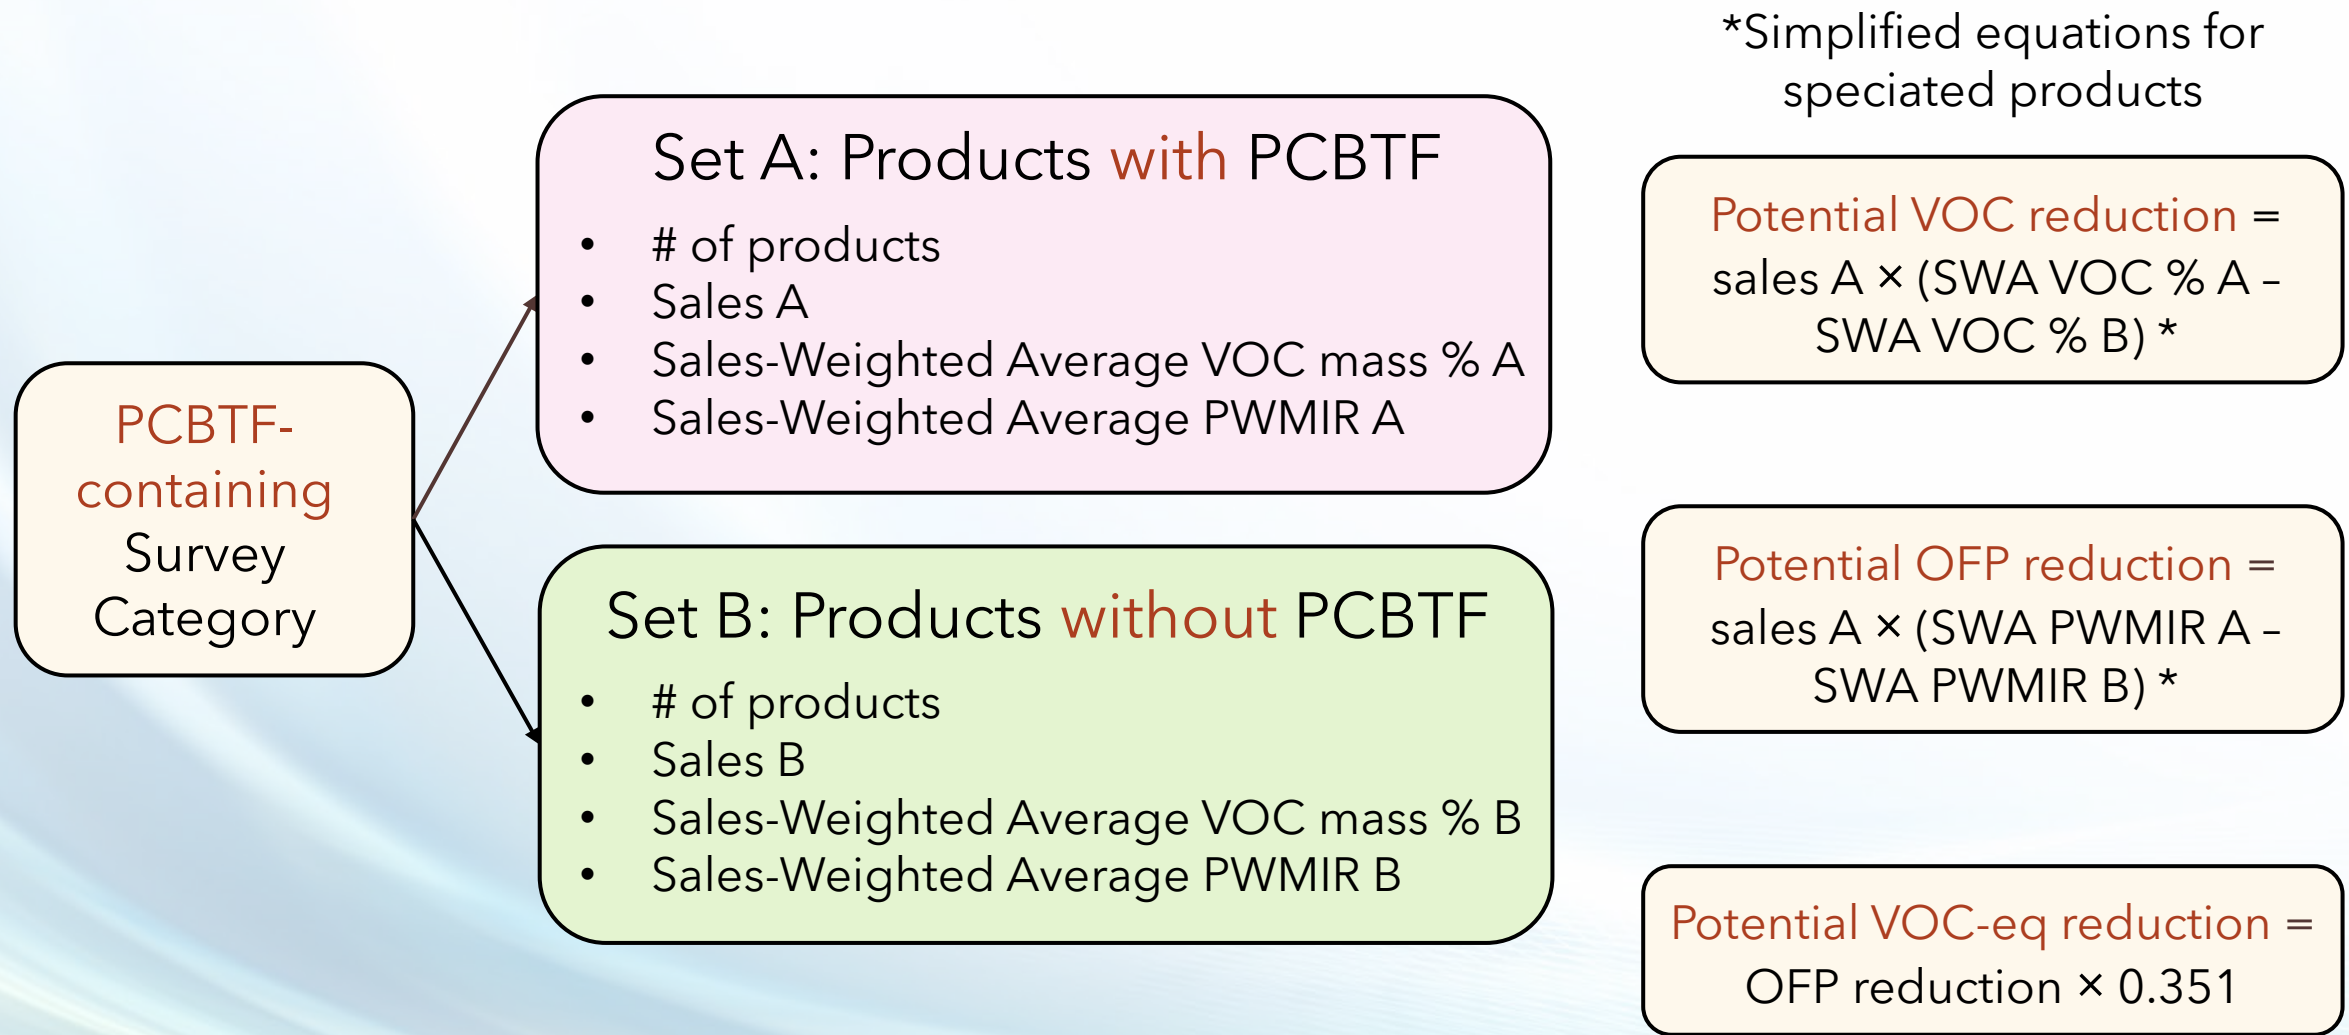 *Simplified equations for
speciated products
PCBTF-
containing
Survey
Category
Set A: Products with PCBTF
• # of products
• Sales A
• Sales-Weighted Average VOC mass % A
• Sales-Weighted Average PWMIR A
Set B: Products without PCBTF
• # of products
• Sales B
• Sales-Weighted Average VOC mass % B
• Sales-Weighted Average PWMIR B
Potential VOC reduction =
sales A × (SWA VOC % A –
SWA VOC % B) *
Potential OFP reduction =
sales A × (SWA PWMIR A –
SWA PWMIR B) *
Potential VOC-eq reduction =
OFP reduction × 0.351